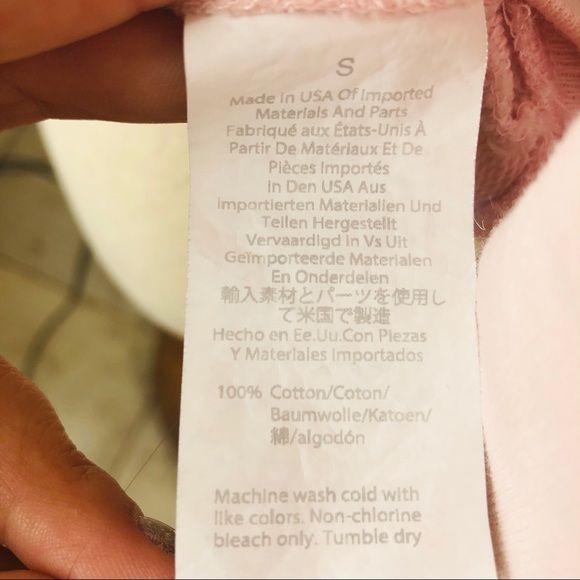 S
Made In USA Of Imported
Materials And Parts
Fabriqué aux États-Unis À
Partir De Matériaux Et De
Pièces Importés
In Den USA Aus
Importierten Materialien Und
Teilen Hergestellt
Vervaardigd In Vs Uit
Geïmporteerde Materialen
En Onderdelen
輸入素材とパーツを使用し
て米国で製造
Hecho en Ee.Uu.Con Piezas
Y Materiales Importados
100% Cotton/Coton/
Baumwolle/Katoen/
綿/algodón
Machine wash cold with
like colors. Non-chlorine
bleach only. Tumble dry